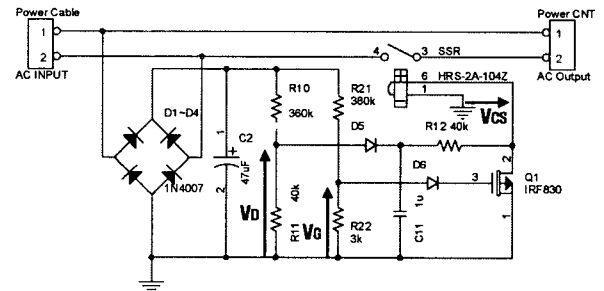 Power Cable
Power CNT
1
2
AC INPUT
4
3
SSR
1
2
AC Output
6
HRS-2A-104Z
1
VCS
R10
360k
R21
380k
D1~D4
1
C2
+
47uF
2
1N4007
D5
R12 40k
D6
2
3
Q1
IRF830
1
VD
40k
R11
VG
R22
3k
1u
C11